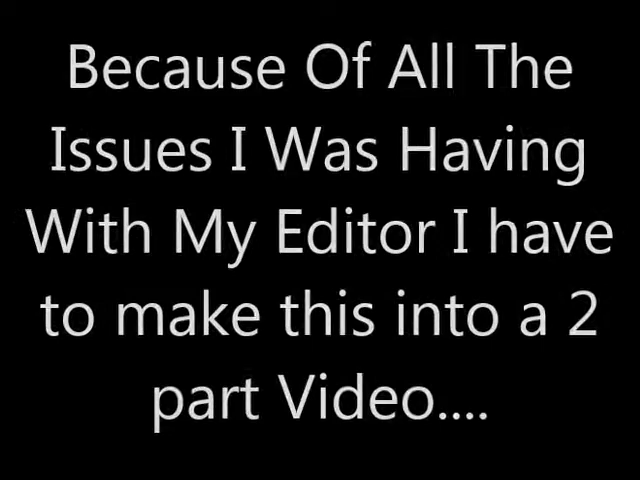 Because Of All The
Issues I Was Having
With My Editor I have
to make this into a 2
part Video....